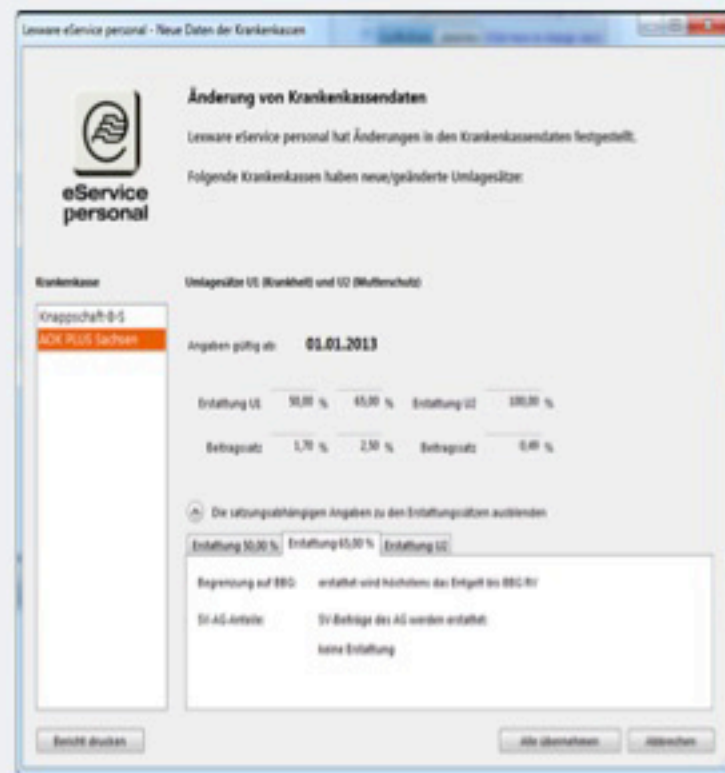 Lexware eService personal - Neue Daten der Krankenkassen
Änderung von Krankenkassendaten
Lexware eService personal hat Änderungen in den Krankenkassendaten festgestellt.
Folgende Krankenkassen haben neue/geänderte Umlagesätze:
eService
personal
Krankenkasse
Umlagesätze U1 (Krankheit) und U2 (Mutterschutz)
Knappschaft-B-S
AOK PLUS Sachsen
Angaben gültig ab: 01.01.2013
Erstattung U1 50,00 % 65,00 % Erstattung U2 100,00 %
Beitragssatz 1,70 % 2,50 % Beitragssatz 0,49 %
Die satzungsabhängigen Angaben zu den Erstattungssätzen ausblenden
Erstattung 50,00 % Erstattung 65,00 % Erstattung U2
Begrenzung auf BBG: erstattet wird höchstens das Entgelt bis BBG RV
SV-AG-Anteile: SV-Beiträge des AG werden erstattet:
keine Erstattung
Bericht drucken Alle übernehmen Abbrechen